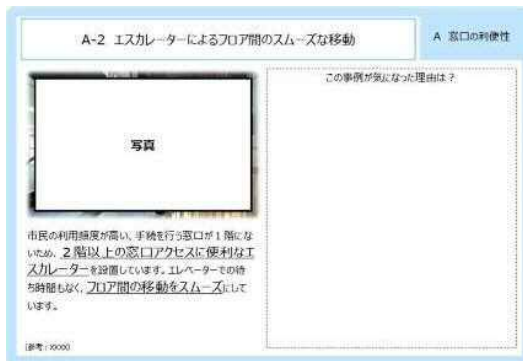 A-2 エスカレーターによるフロア間のスムーズな移動
A 窓口の利便性
写真
市民の利用頻度が高い、手続を行う窓口が1階にな
いため、2階以上の窓口アクセスに便利なエ
スカレーターを設置しています。エレベーターでの待
ち時間もなく、フロア間の移動をスムーズにして
います。
(参考:XXXX)
この事例が気になった理由は?